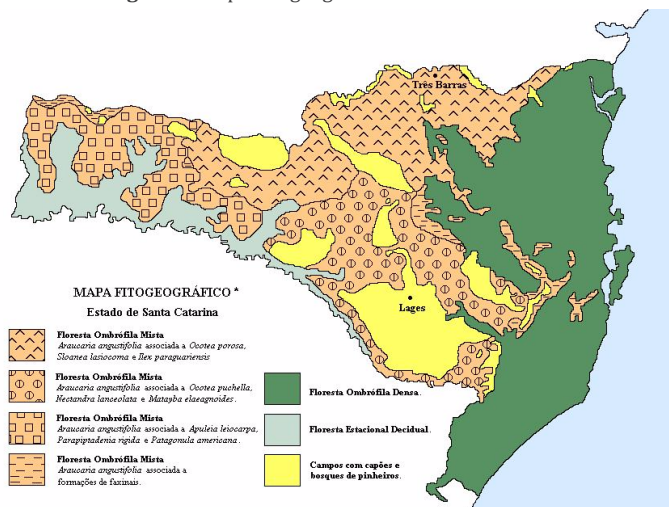 Três Barras
Lages
MAPA FITOGEOGRÁFICO *
Estado de Santa Catarina
Floresta Ombrófila Mista
Araucaria angustifolia associada a Ocotea porosa,
Sloanea lasiocoma e Ilex paraguariensis
Floresta Ombrófila Mista
Araucaria angustifolia associada a Ocotea puchella,
Nectandra lanceolata e Matayba elaeagnoides.
Floresta Ombrófila Mista
Araucaria angustifolia associada a Apuleia leiocarpa,
Parapiptadenia rigida e Patagonula americana.
Floresta Ombrófila Mista
Araucaria angustifolia associada a
formações de faxinais.
Floresta Ombrófila Densa.
Floresta Estacional Decidual.
Campos com capões e
bosques de pinheiros.